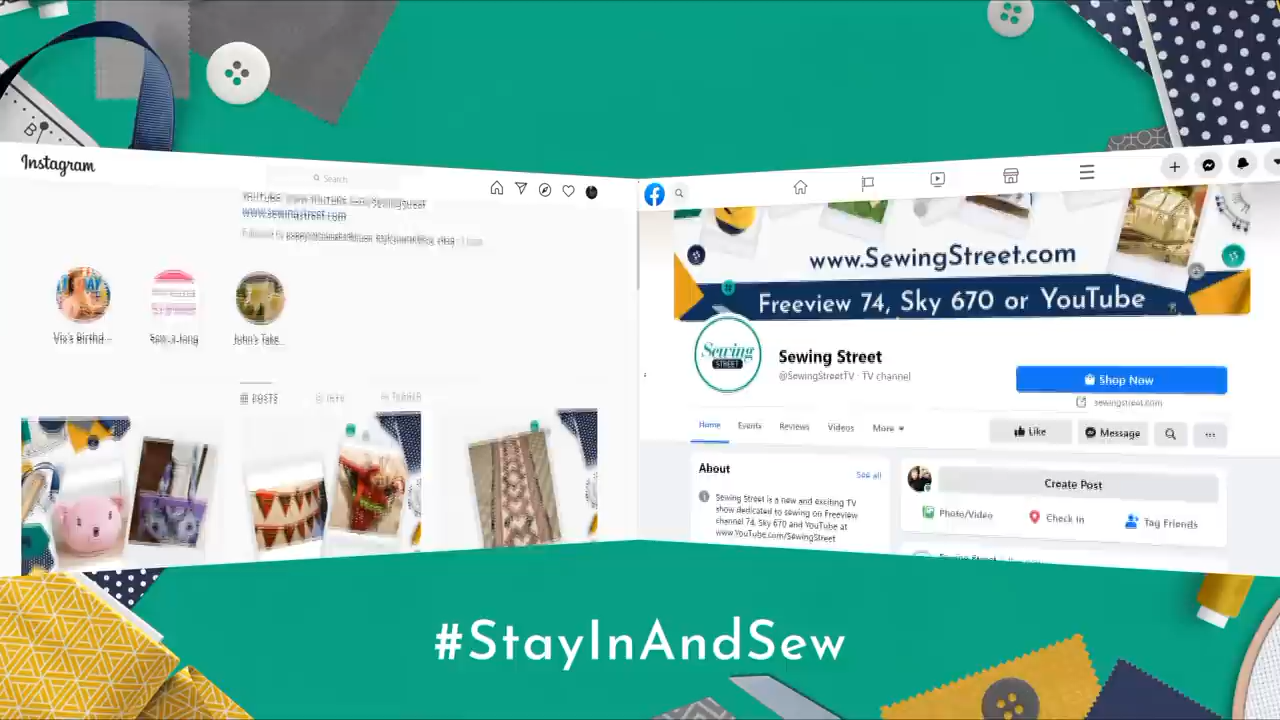 Instagram
Search
www.sewingstreet.com
Vix's Birthd...
Sew-a-long
John's Take...
POSTS
www.SewingStreet.com
Freeview 74, Sky 670 or YouTube
Sewing
STREET
Sewing Street
@SewingStreetTV · TV channel
Shop Now
sewingstreet.com
Home
Events
Reviews
Videos
More
Like
Message
About
See all
Create Post
Sewing Street is a new and exciting TV
show dedicated to sewing on Freeview
channel 74, Sky 670 and YouTube at
www.YouTube.com/SewingStreet
Photo/Video
Check in
Tag Friends
#StayInAndSew